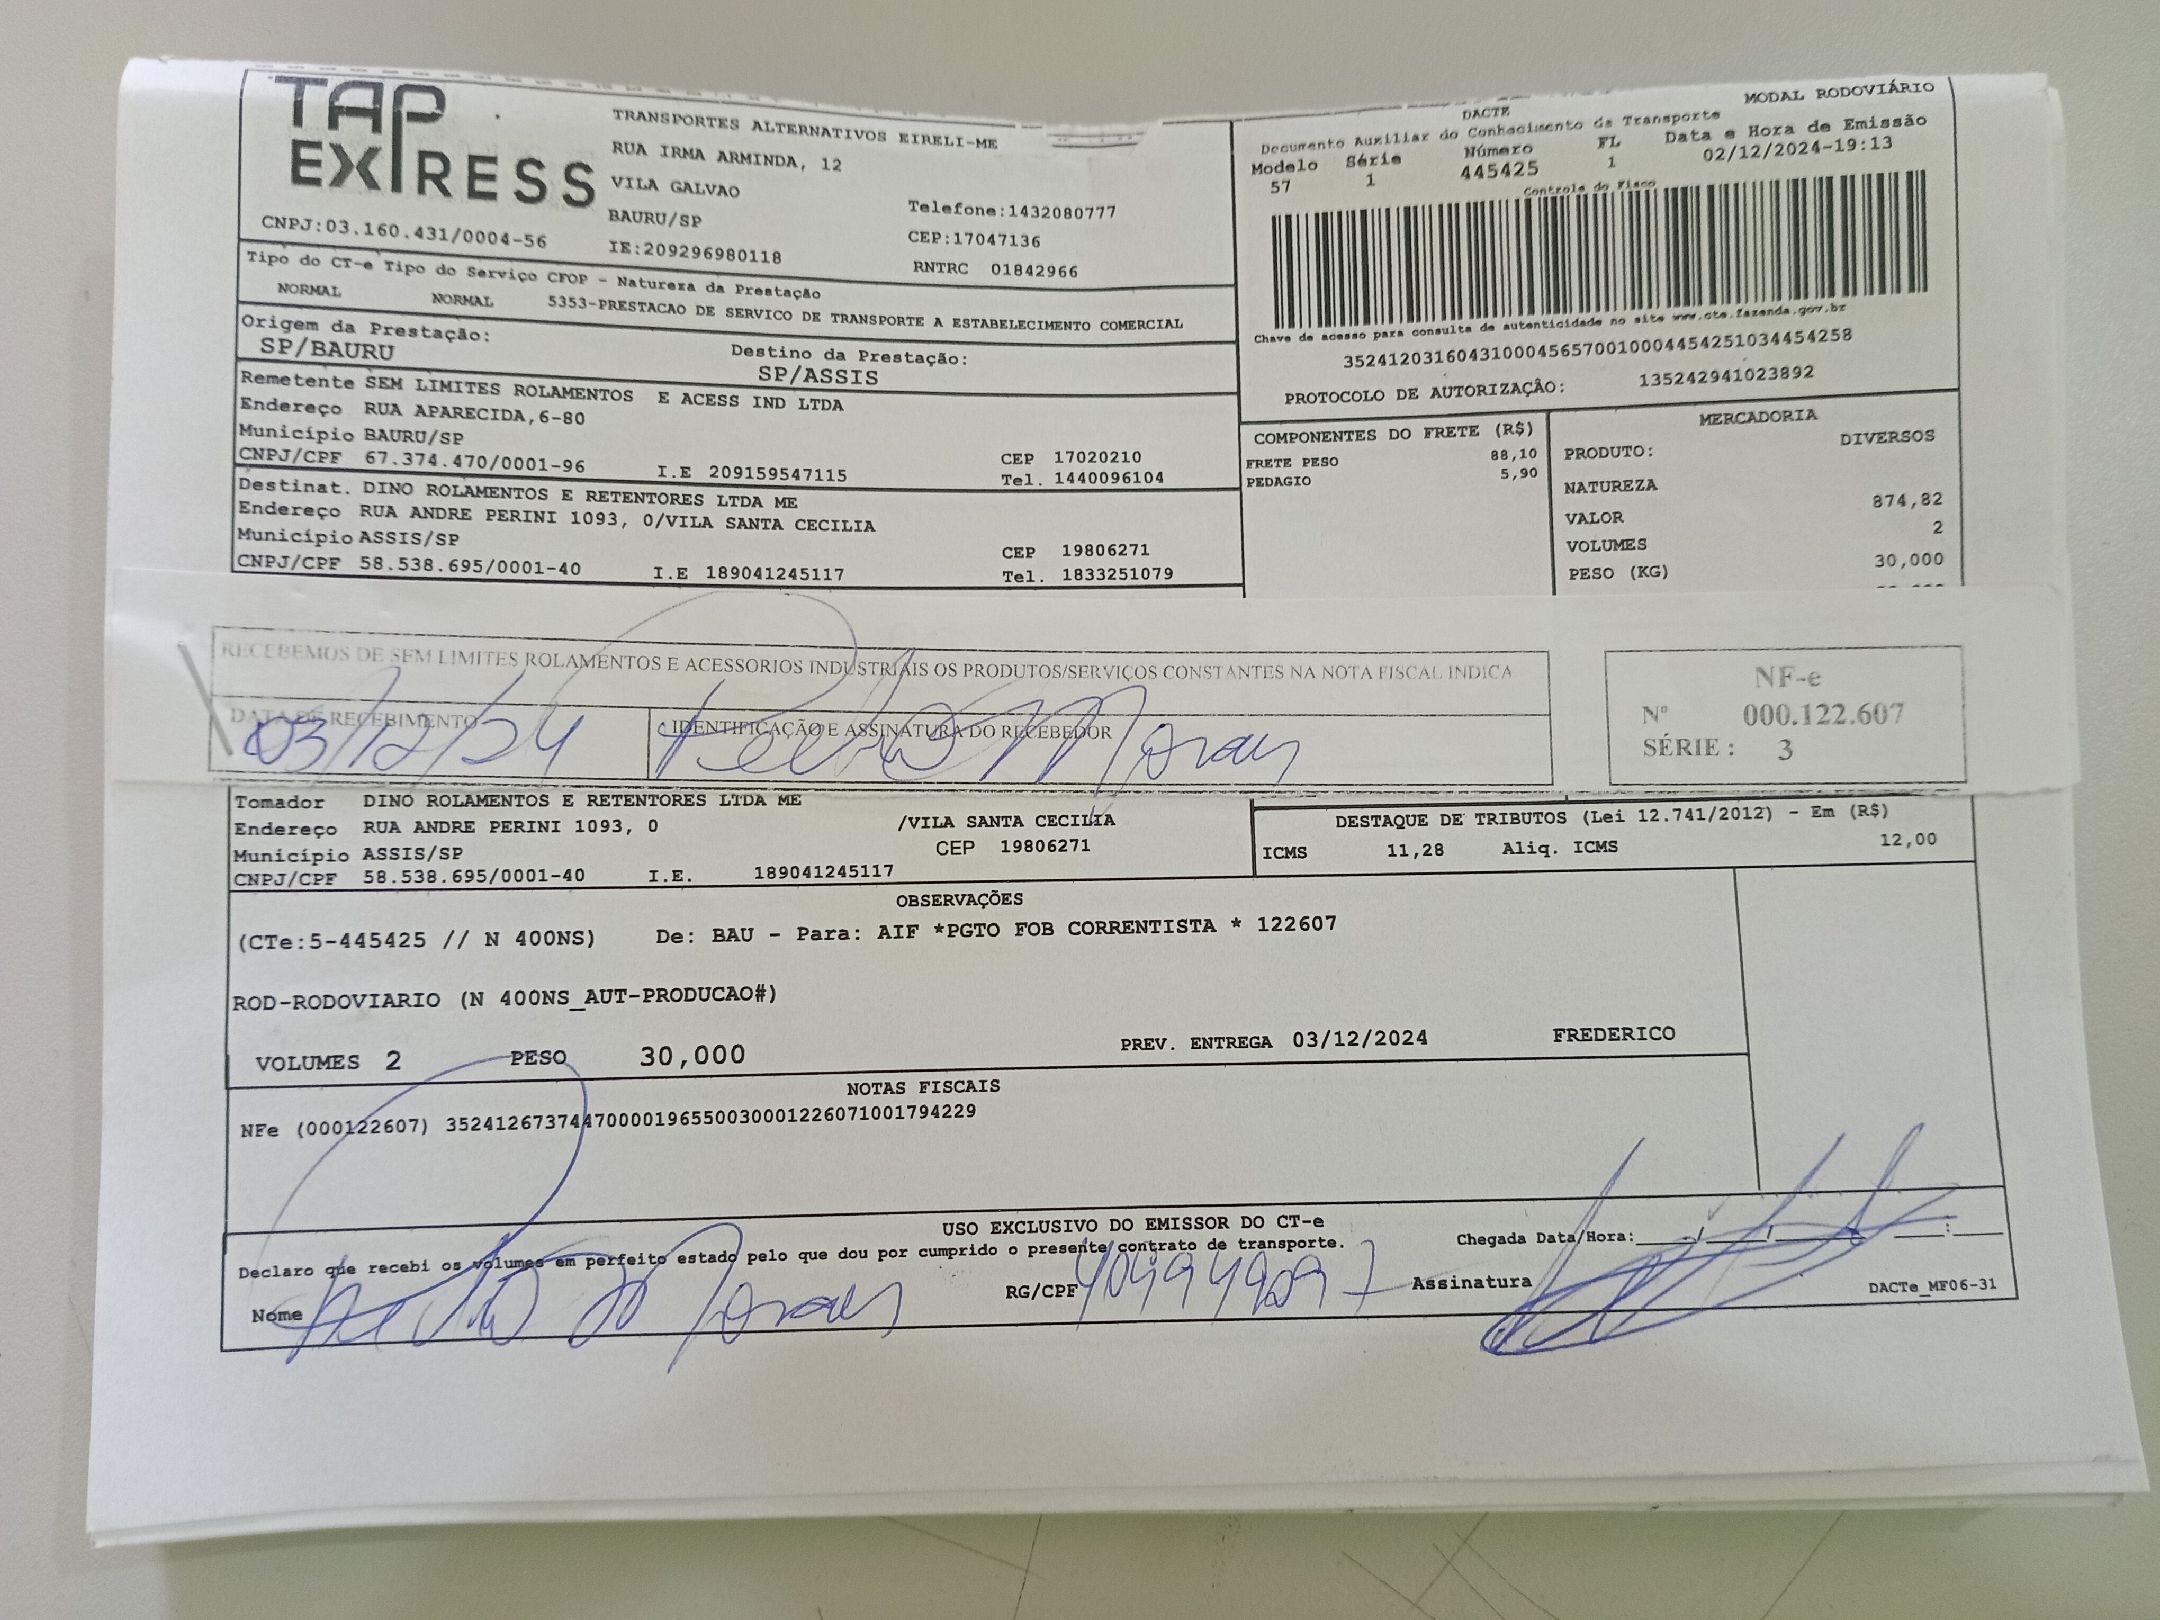 TAP
EXPRESS
CNPJ:03.160.431/0004-56
TRANSPORTES ALTERNATIVOS EIRELI-ME
RUA IRMA ARMINDA, 12
VILA GALVAO
BAURU/SP
IE:209296980118
Telefone:1432080777
CEP:17047136
RNTRC 01842966
MODAL RODOVIÁRIO
DACTE
Documento Auxiliar do Conhecimento de Transporte
Modelo Série Número FL Data e Hora de Emissão
57 1 445425 1 02/12/2024-19:13
Controle do Fisco
Chave de acesso para consulta de autenticidade no site www.cte.fazenda.gov.br
35241203160431000456570010004454251034454258
PROTOCOLO DE AUTORIZAÇÃO: 135242941023892
Tipo do CT-e Tipo do Serviço CFOP - Natureza da Prestação
NORMAL NORMAL 5353-PRESTACAO DE SERVICO DE TRANSPORTE A ESTABELECIMENTO COMERCIAL
Origem da Prestação:
SP/BAURU
Destino da Prestação:
SP/ASSIS
Remetente SEM LIMITES ROLAMENTOS E ACESS IND LTDA
Endereço RUA APARECIDA,6-80
Município BAURU/SP CEP 17020210
CNPJ/CPF 67.374.470/0001-96 I.E 209159547115 Tel. 1440096104
Destinat. DINO ROLAMENTOS E RETENTORES LTDA ME
Endereço RUA ANDRE PERINI 1093, 0/VILA SANTA CECILIA
Município ASSIS/SP CEP 19806271
CNPJ/CPF 58.538.695/0001-40 I.E 189041245117 Tel. 1833251079
COMPONENTES DO FRETE (R$)
FRETE PESO 88,10
PEDAGIO 5,90
MERCADORIA
PRODUTO: DIVERSOS
NATUREZA
VALOR 874,82
VOLUMES 2
PESO (KG) 30,000
RECEBEMOS DE SEM LIMITES ROLAMENTOS E ACESSORIOS INDUSTRIAIS OS PRODUTOS/SERVIÇOS CONSTANTES NA NOTA FISCAL INDICA
DATA DE RECEBIMENTO
03/12/24
IDENTIFICAÇÃO E ASSINATURA DO RECEBEDOR
NF-e
Nº 000.122.607
SÉRIE : 3
Tomador DINO ROLAMENTOS E RETENTORES LTDA ME
Endereço RUA ANDRE PERINI 1093, 0 /VILA SANTA CECILIA
Município ASSIS/SP CEP 19806271
CNPJ/CPF 58.538.695/0001-40 I.E. 189041245117
DESTAQUE DE TRIBUTOS (Lei 12.741/2012) - Em (R$)
ICMS 11,28 Aliq. ICMS 12,00
OBSERVAÇÕES
(CTe:5-445425 // N 400NS) De: BAU - Para: AIF *PGTO FOB CORRENTISTA * 122607
ROD-RODOVIARIO (N 400NS_AUT-PRODUCAO#)
VOLUMES 2 PESO 30,000 PREV. ENTREGA 03/12/2024 FREDERICO
NOTAS FISCAIS
NFe (000122607) 35241267374470000196550030001226071001794229
USO EXCLUSIVO DO EMISSOR DO CT-e
Declaro que recebi os volumes em perfeito estado pelo que dou por cumprido o presente contrato de transporte.
Chegada Data/Hora:____/____/______ ___:___
Nome
RG/CPF
Assinatura
DACTe_MF06-31